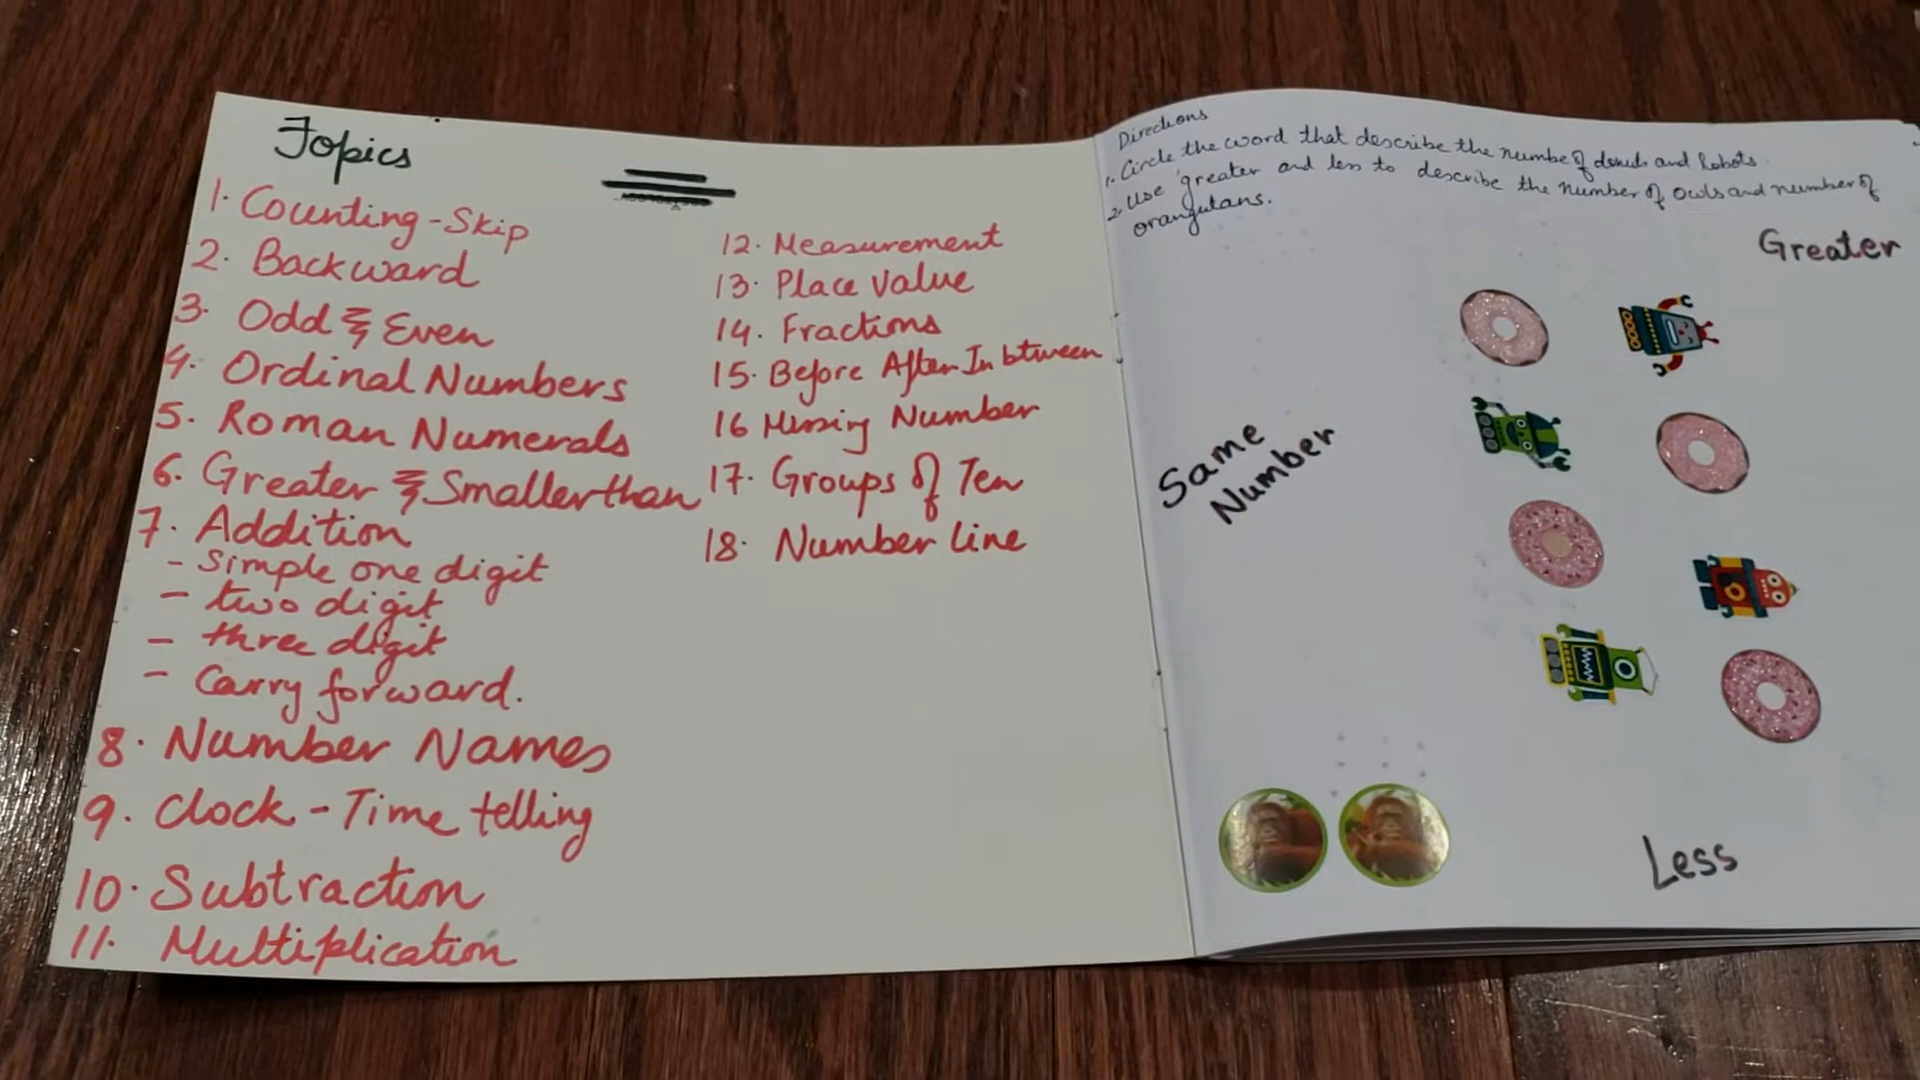 Topics
1. Counting - Skip
2. Backward
3. Odd & Even
4. Ordinal Numbers
5. Roman Numerals
6. Greater & Smaller than
7. Addition
- Simple one digit
- two digit
- three digit
- Carry forward.
8. Number Names
9. Clock - Time telling
10. Subtraction
11. Multiplication
12. Measurement
13. Place Value
14. Fractions
15. Before After In btween
16 Missing Number
17. Groups of Ten
18. Number line
Directions
1. Circle the word that describe the numbe of donuts and Robots.
2. Use 'greater and less to describe the number of Owls and number of
orangutans.
Greater
Same
Number
Less